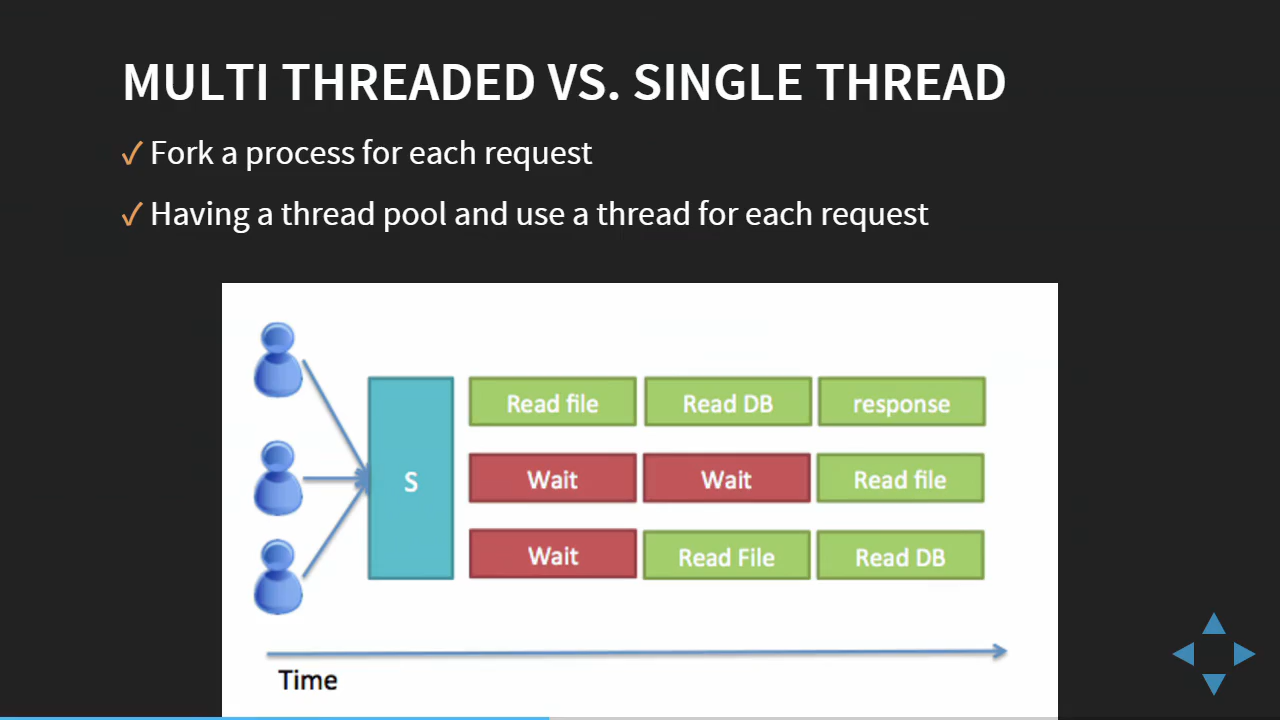 MULTI THREADED VS. SINGLE THREAD
✓ Fork a process for each request
✓ Having a thread pool and use a thread for each request
S
Read file Read DB response
Wait Wait Read file
Wait Read File Read DB
Time